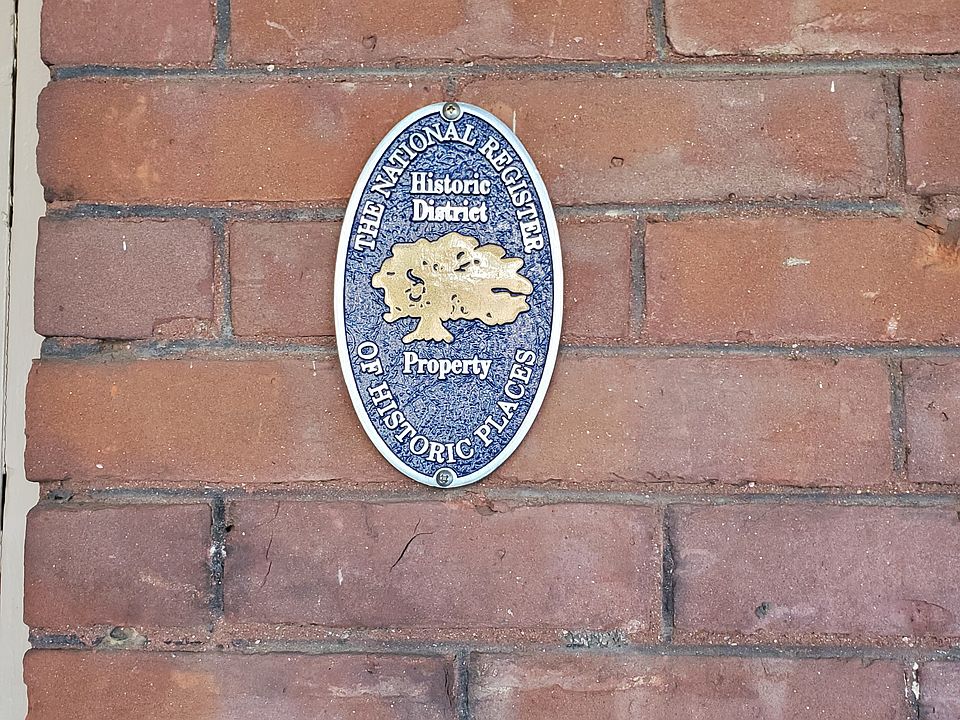 THE NATIONAL REGISTER
Historic
District
Property
OF HISTORIC PLACES